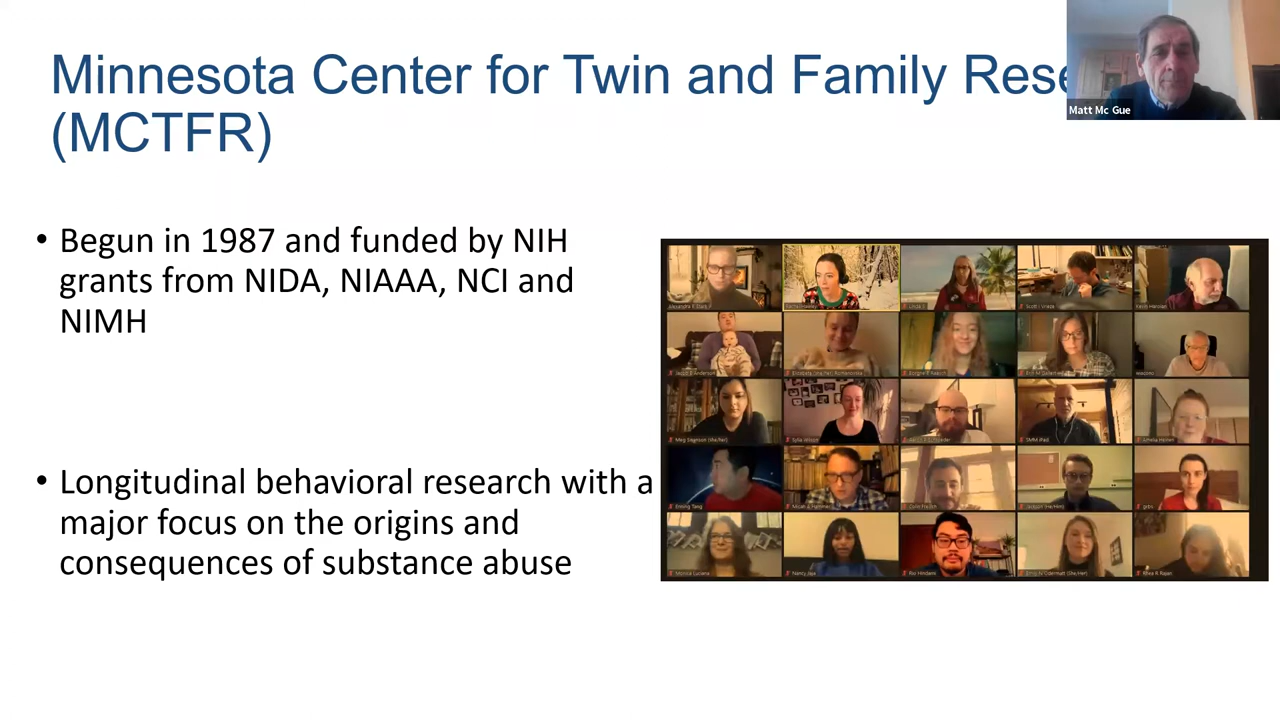 Minnesota Center for Twin and Family Rese
(MCTFR)
Matt Mc Gue
• Begun in 1987 and funded by NIH
grants from NIDA, NIAAA, NCI and
NIMH
• Longitudinal behavioral research with a
major focus on the origins and
consequences of substance abuse